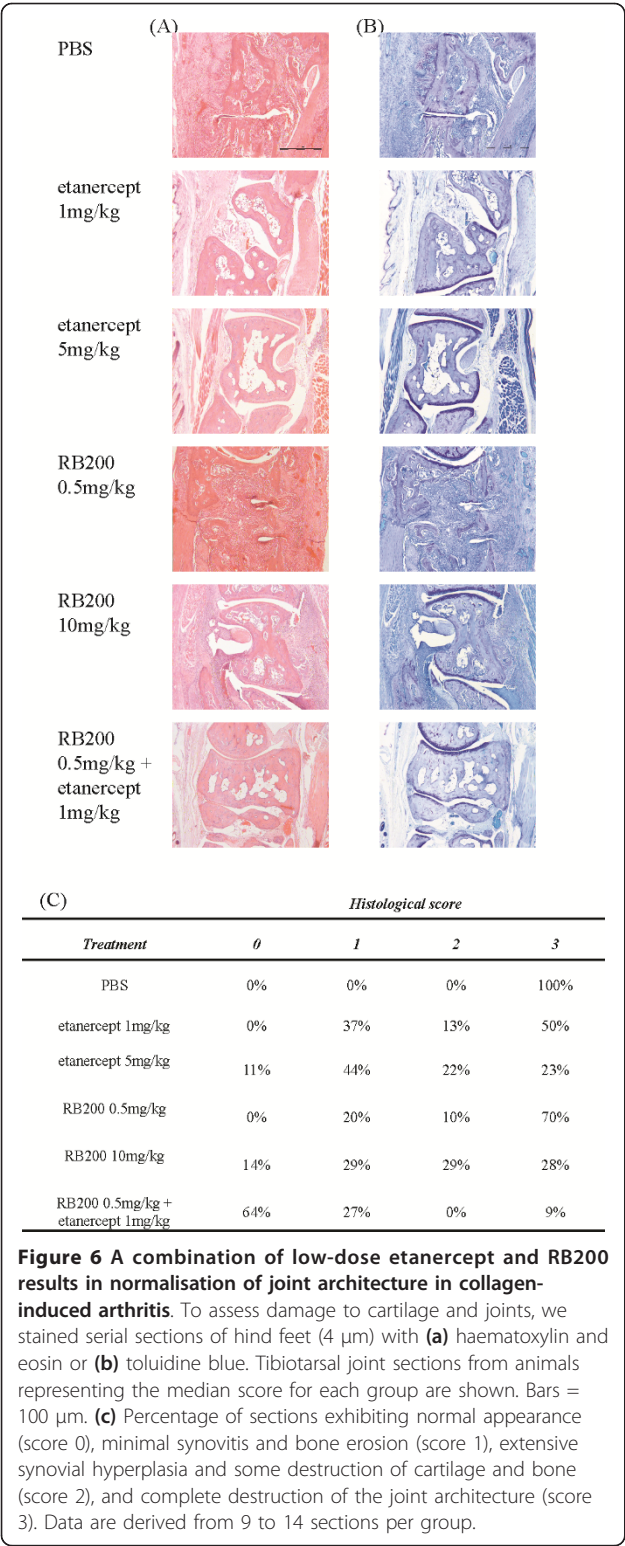 (A) (B)
PBS
etanercept
1mg/kg
etanercept
5mg/kg
RB200
0.5mg/kg
RB200
10mg/kg
RB200
0.5mg/kg +
etanercept
1mg/kg
(C) Histological score
Treatment 0 1 2 3
PBS 0% 0% 0% 100%
etanercept 1mg/kg 0% 37% 13% 50%
etanercept 5mg/kg 11% 44% 22% 23%
RB200 0.5mg/kg 0% 20% 10% 70%
RB200 10mg/kg 14% 29% 29% 28%
RB200 0.5mg/kg +
etanercept 1mg/kg 64% 27% 0% 9%
Figure 6 A combination of low-dose etanercept and RB200
results in normalisation of joint architecture in collagen-
induced arthritis. To assess damage to cartilage and joints, we
stained serial sections of hind feet (4 μm) with (a) haematoxylin and
eosin or (b) toluidine blue. Tibiotarsal joint sections from animals
representing the median score for each group are shown. Bars =
100 μm. (c) Percentage of sections exhibiting normal appearance
(score 0), minimal synovitis and bone erosion (score 1), extensive
synovial hyperplasia and some destruction of cartilage and bone
(score 2), and complete destruction of the joint architecture (score
3). Data are derived from 9 to 14 sections per group.